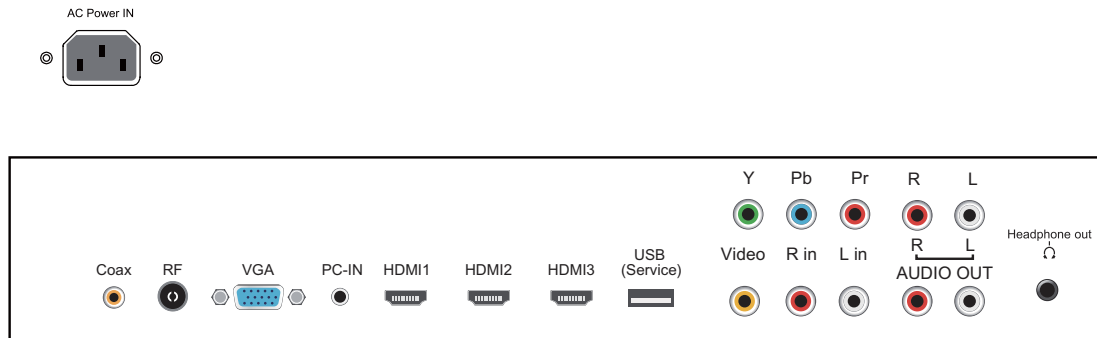 AC Power IN
Y Pb Pr R L
Headphone out
Video R in L in R L
AUDIO OUT
Coax RF VGA PC-IN HDMI1 HDMI2 HDMI3 USB
(Service)